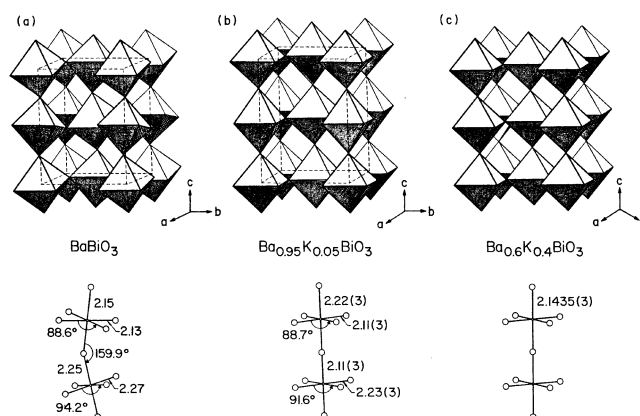 (a)
(b)
(c)
c
a
b
c
a
b
c
a
BaBiO₃
Ba₀.₉₅K₀.₀₅BiO₃
Ba₀.₆K₀.₄BiO₃
2.15
88.6°
2.13
159.9°
2.25
2.27
94.2°
2.22(3)
88.7°
2.11(3)
2.11(3)
91.6°
2.23(3)
2.1435(3)